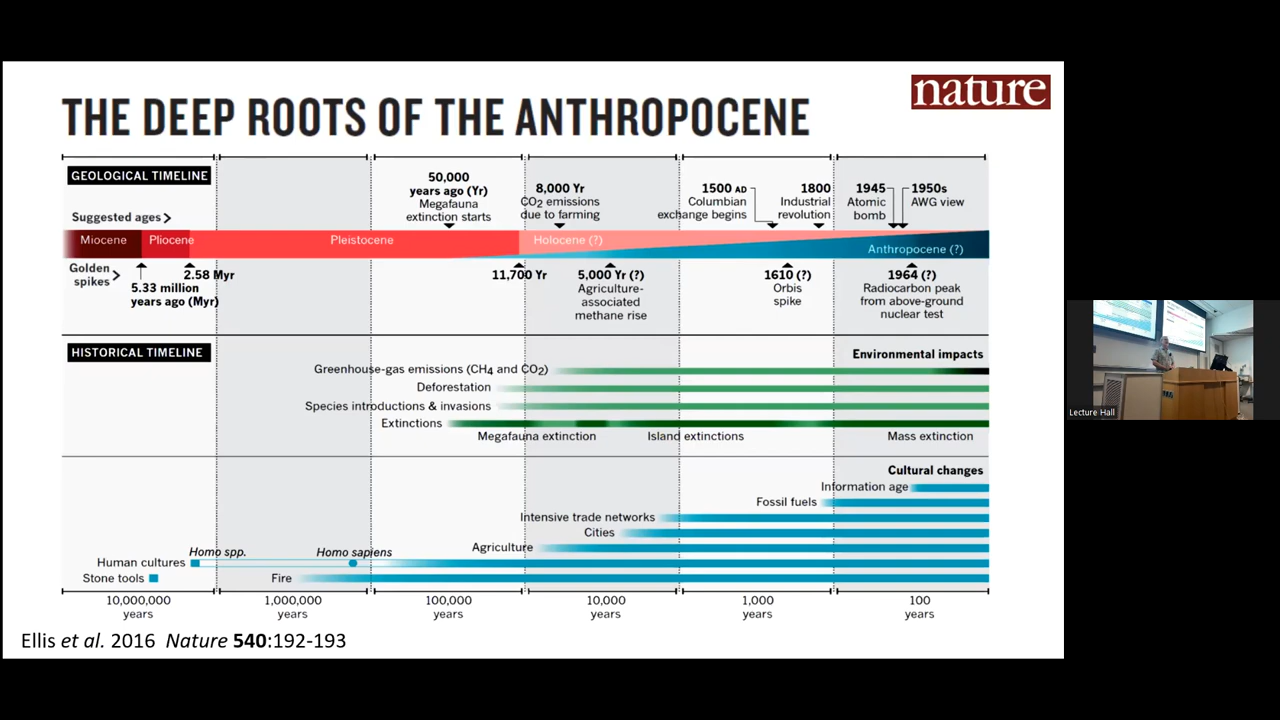 nature
THE DEEP ROOTS OF THE ANTHROPOCENE
GEOLOGICAL TIMELINE
Suggested ages
50,000
years ago (Yr)
Megafauna
extinction starts
8,000 Yr
CO2 emissions
due to farming
1500 AD
Columbian
exchange begins
1800
Industrial
revolution
1945
Atomic
bomb
1950s
AWG view
Miocene
Pliocene
Pleistocene
Holocene (?)
Anthropocene (?)
Golden
spikes
5.33 million
years ago (Myr)
2.58 Myr
11,700 Yr
5,000 Yr (?)
Agriculture-
associated
methane rise
1610 (?)
Orbis
spike
1964 (?)
Radiocarbon peak
from above-ground
nuclear test
HISTORICAL TIMELINE
Environmental impacts
Greenhouse-gas emissions (CH4 and CO2)
Deforestation
Species introductions & invasions
Extinctions
Megafauna extinction
Island extinctions
Mass extinction
Cultural changes
Information age
Fossil fuels
Intensive trade networks
Cities
Agriculture
Homo spp.
Homo sapiens
Human cultures
Stone tools
Fire
10,000,000
years
1,000,000
years
100,000
years
10,000
years
1,000
years
100
years
Ellis et al. 2016 Nature 540:192-193
Lecture Hall